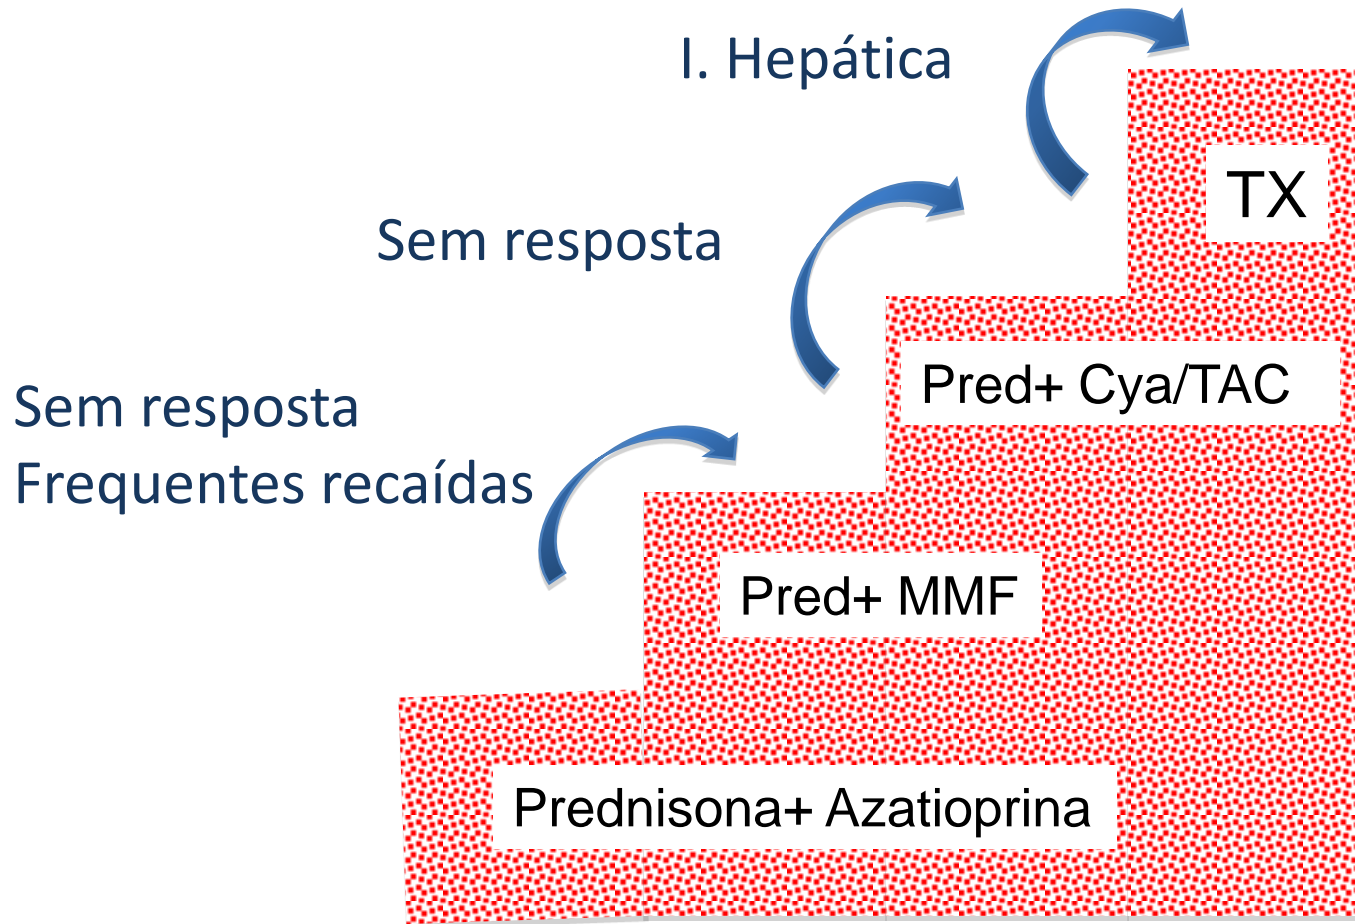 I. Hepática
TX
Sem resposta
Pred+ Cya/TAC
Sem resposta
Frequentes recaídas
Pred+ MMF
Prednisona+ Azatioprina